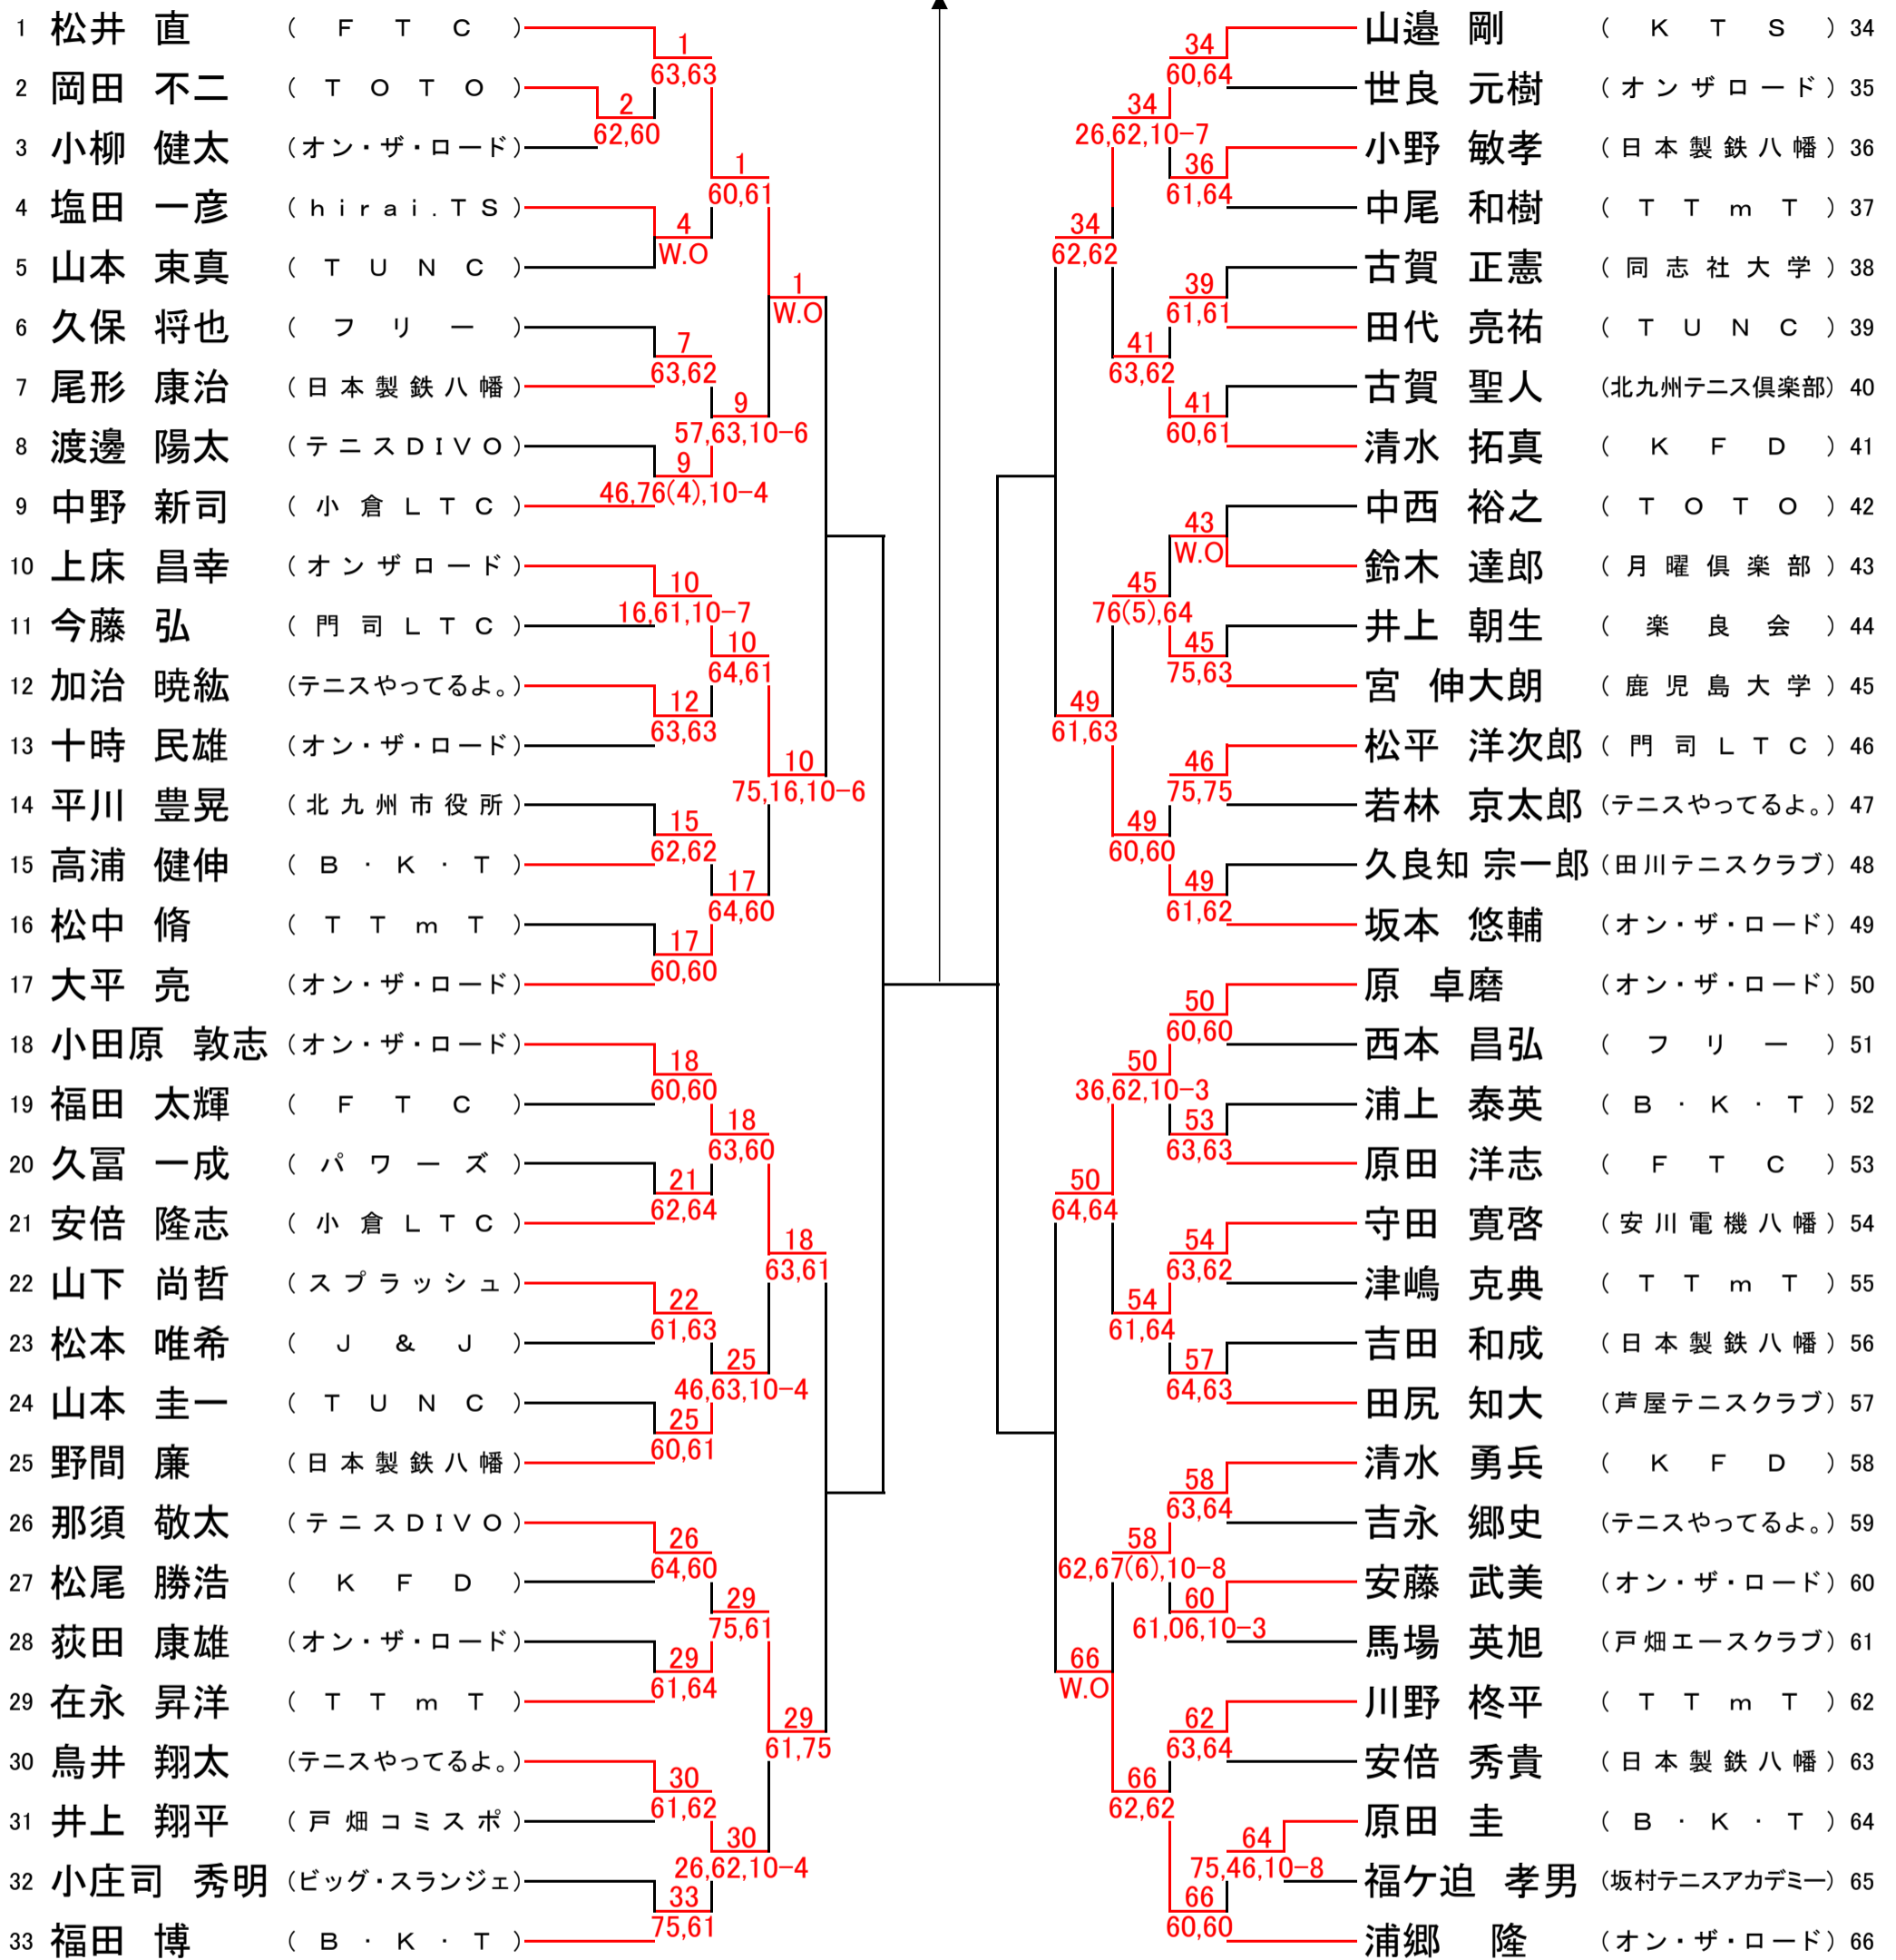 1 松井 直 (FTC)
2 岡田 不二 (TOTO)
3 小柳 健太 (オン・ザ・ロード)
4 塩田 一彦 (hirai.TS)
5 山本 束真 (TUNC)
6 久保 将也 (フリー)
7 尾形 康治 (日本製鉄八幡)
8 渡邊 陽太 (テニスDIVO)
9 中野 新司 (小倉LTC)
10 上床 昌幸 (オンザロード)
11 今藤 弘 (門司LTC)
12 加治 暁紘 (テニスやってるよ。)
13 十時 民雄 (オン・ザ・ロード)
14 平川 豊晃 (北九州市役所)
15 高浦 健伸 (B・K・T)
16 松中 脩 (TTmT)
17 大平 亮 (オン・ザ・ロード)
18 小田原 敦志 (オン・ザ・ロード)
19 福田 太輝 (FTC)
20 久冨 一成 (パワーズ)
21 安倍 隆志 (小倉LTC)
22 山下 尚哲 (スプラッシュ)
23 松本 唯希 (J&J)
24 山本 圭一 (TUNC)
25 野間 廉 (日本製鉄八幡)
26 那須 敬太 (テニスDIVO)
27 松尾 勝浩 (KFD)
28 荻田 康雄 (オン・ザ・ロード)
29 在永 昇洋 (TTmT)
30 鳥井 翔太 (テニスやってるよ。)
31 井上 翔平 (戸畑コミスポ)
32 小庄司 秀明 (ビッグ・スランジェ)
33 福田 博 (B・K・T)
1
63,63
2
62,60
4
W.O
7
63,62
9
46,76(4),10-4
10
16,61,10-7
12
63,63
15
62,62
17
60,60
18
60,60
21
62,64
22
61,63
25
60,61
26
64,60
29
61,64
30
61,62
33
75,61
1
60,61
9
57,63,10-6
10
64,61
17
64,60
18
63,60
25
46,63,10-4
29
75,61
30
26,62,10-4
1
W.O
10
75,16,10-6
18
63,61
29
61,75
34
62,62
49
61,63
50
64,64
66
W.O
34
26,62,10-7
41
63,62
45
76(5),64
49
60,60
50
36,62,10-3
54
61,64
58
62,67(6),10-8
66
62,62
34
60,64
36
61,64
39
61,61
41
60,61
43
W.O
45
75,63
46
75,75
49
61,62
50
60,60
53
63,63
54
63,62
57
64,63
58
63,64
60
61,06,10-3
62
63,64
64
75,46,10-8
66
60,60
山邉 剛 (KTS) 34
世良 元樹 (オンザロード) 35
小野 敏孝 (日本製鉄八幡) 36
中尾 和樹 (TTmT) 37
古賀 正憲 (同志社大学) 38
田代 亮祐 (TUNC) 39
古賀 聖人 (北九州テニス倶楽部) 40
清水 拓真 (KFD) 41
中西 裕之 (TOTO) 42
鈴木 達郎 (月曜倶楽部) 43
井上 朝生 (楽良会) 44
宮 伸大朗 (鹿児島大学) 45
松平 洋次郎 (門司LTC) 46
若林 京太郎 (テニスやってるよ。) 47
久良知 宗一郎 (田川テニスクラブ) 48
坂本 悠輔 (オン・ザ・ロード) 49
原 卓磨 (オン・ザ・ロード) 50
西本 昌弘 (フリー) 51
浦上 泰英 (B・K・T) 52
原田 洋志 (FTC) 53
守田 寛啓 (安川電機八幡) 54
津嶋 克典 (TTmT) 55
吉田 和成 (日本製鉄八幡) 56
田尻 知大 (芦屋テニスクラブ) 57
清水 勇兵 (KFD) 58
吉永 郷史 (テニスやってるよ。) 59
安藤 武美 (オン・ザ・ロード) 60
馬場 英旭 (戸畑エースクラブ) 61
川野 柊平 (TTmT) 62
安倍 秀貴 (日本製鉄八幡) 63
原田 圭 (B・K・T) 64
福ケ迫 孝男 (坂村テニスアカデミー) 65
浦郷 隆 (オン・ザ・ロード) 66